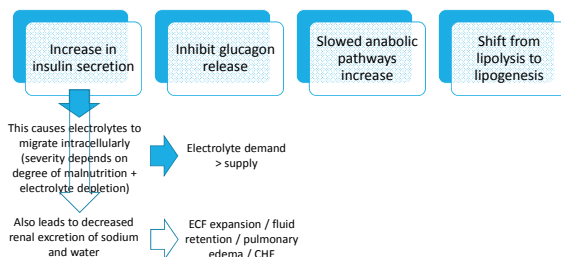 Increase in
insulin secretion
Inhibit glucagon
release
Slowed anabolic
pathways
increase
Shift from
lipolysis to
lipogenesis
This causes electrolytes to
migrate intracellularly
(severity depends on
degree of malnutrition +
electrolyte depletion)
Electrolyte demand
> supply
Also leads to decreased
renal excretion of sodium
and water
ECF expansion / fluid
retention / pulmonary
edema / CHF